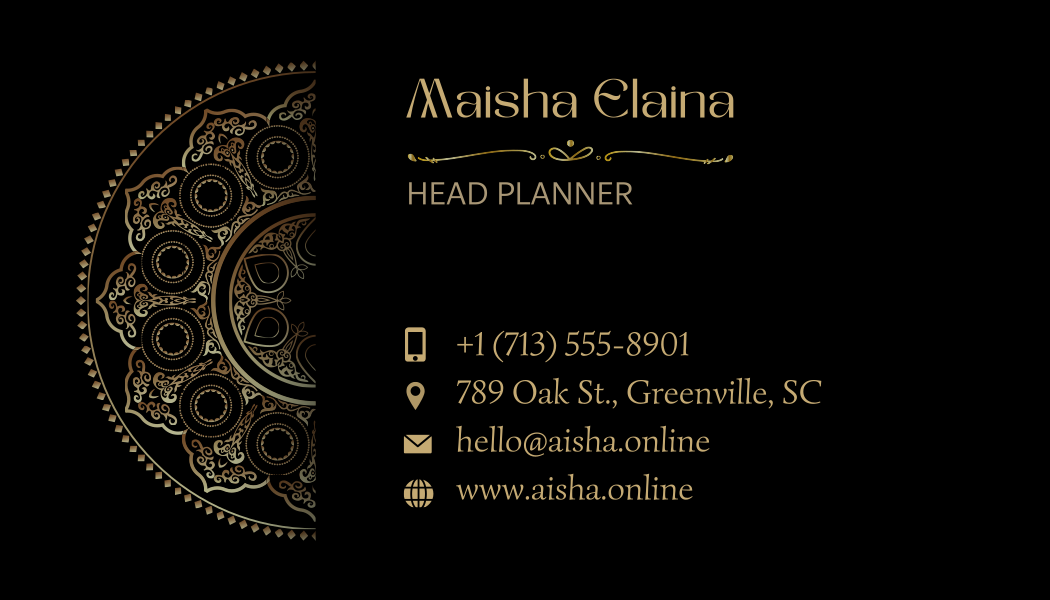 Maisha Elaina
HEAD PLANNER
+1 (713) 555-8901
789 Oak St., Greenville, SC
hello@aisha.online
www.aisha.online